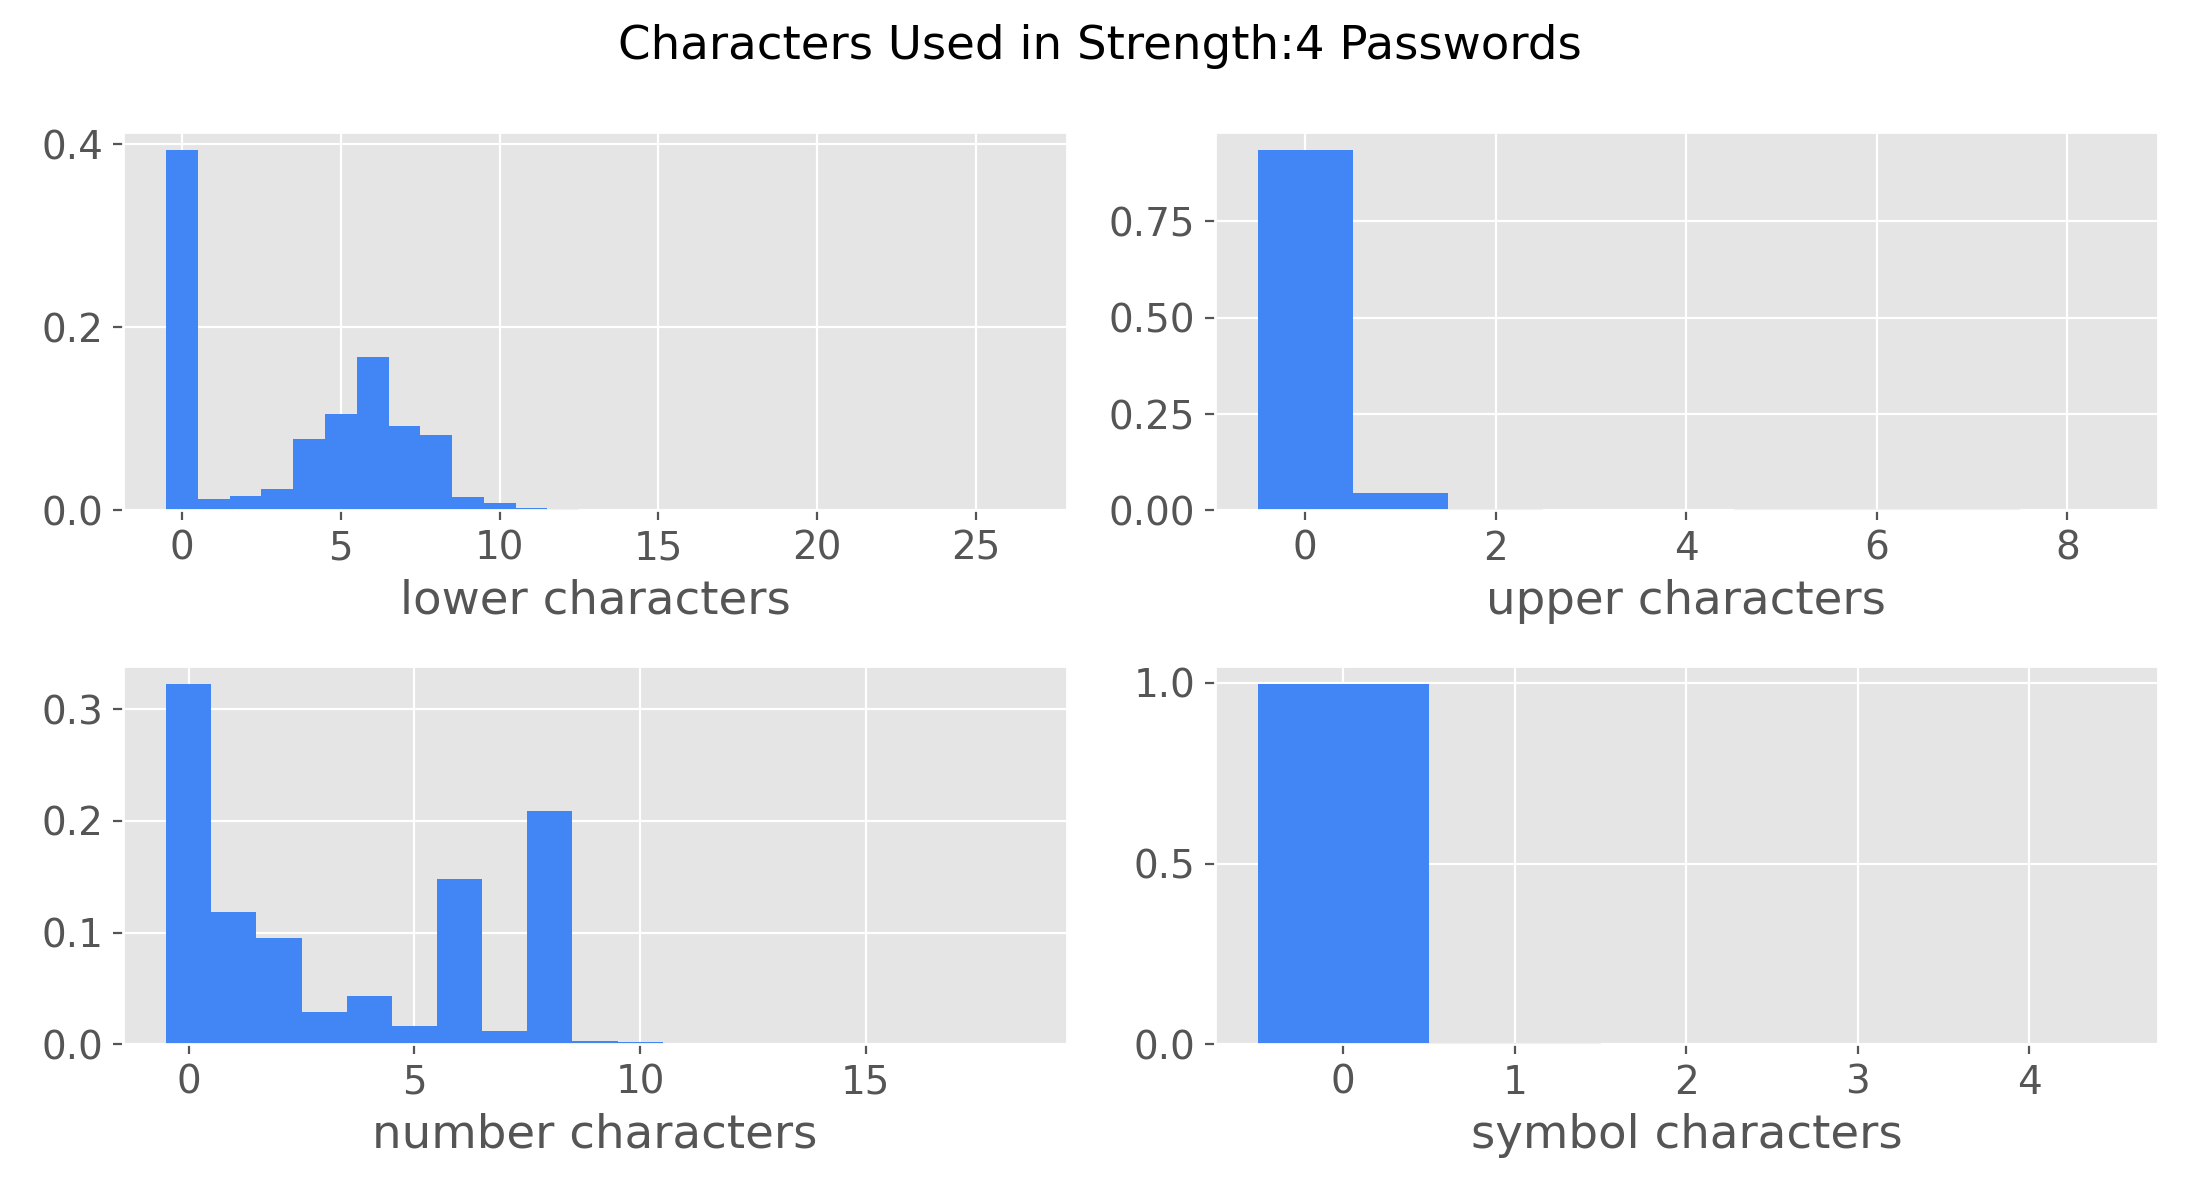 Characters Used in Strength:4 Passwords
0.4
0.2
0.0
0 5 10 15 20 25
lower characters
0.75
0.50
0.25
0.00
0 2 4 6 8
upper characters
0.3
0.2
0.1
0.0
0 5 10 15
number characters
1.0
0.5
0.0
0 1 2 3 4
symbol characters